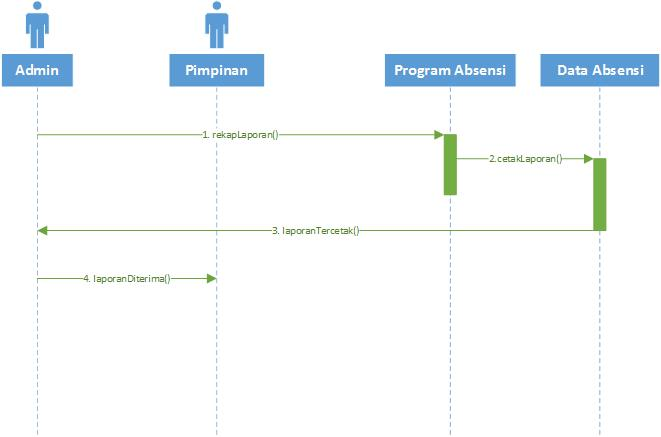 Admin
Pimpinan
Program Absensi
Data Absensi
1. rekapLaporan()
2.cetakLaporan()
3. laporanTercetak()
4. laporanDiterima()